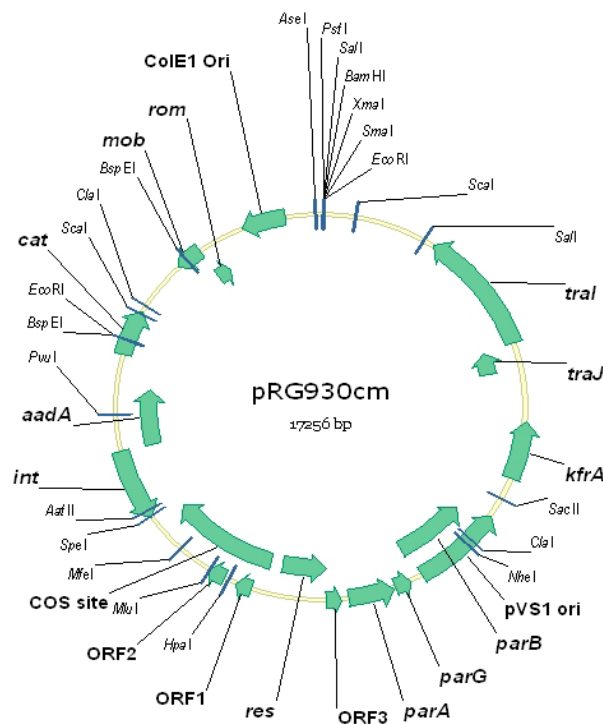 AseI
PstI
SalI
BamHI
XmaI
SmaI
EcoRI
ScaI
SalI
traI
traJ
kfrA
SacII
ClaI
NheI
pVS1 ori
parB
parG
parA
ORF3
res
ORF1
HpaI
ORF2
MluI
COS site
MfeI
SpeI
AatII
int
aadA
PvuI
BspEI
EcoRI
cat
ScaI
ClaI
BspEI
mob
rom
ColE1 Ori
pRG930cm
17256 bp